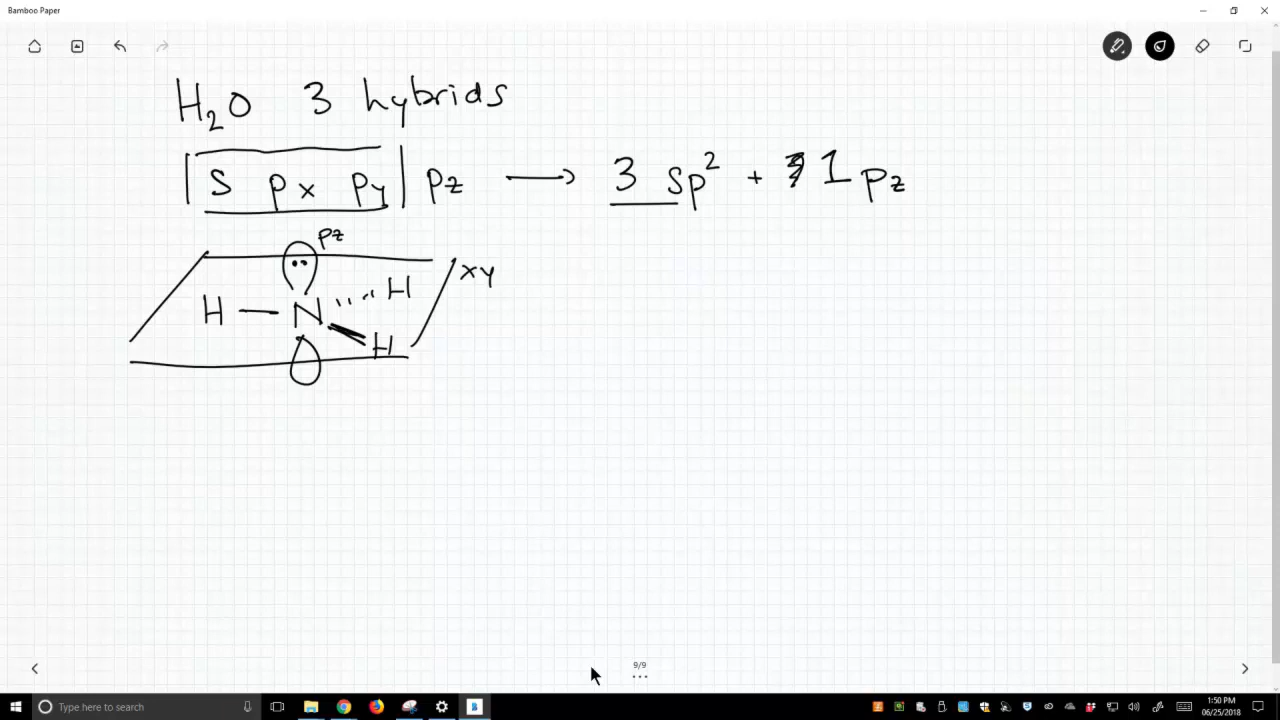 Bamboo Paper
H₂O 3 hybrids
s px py pz → 3 sp² + 1 pz
pz
xy
H — N H
H
9/9
Type here to search
1:50 PM
06/25/2018